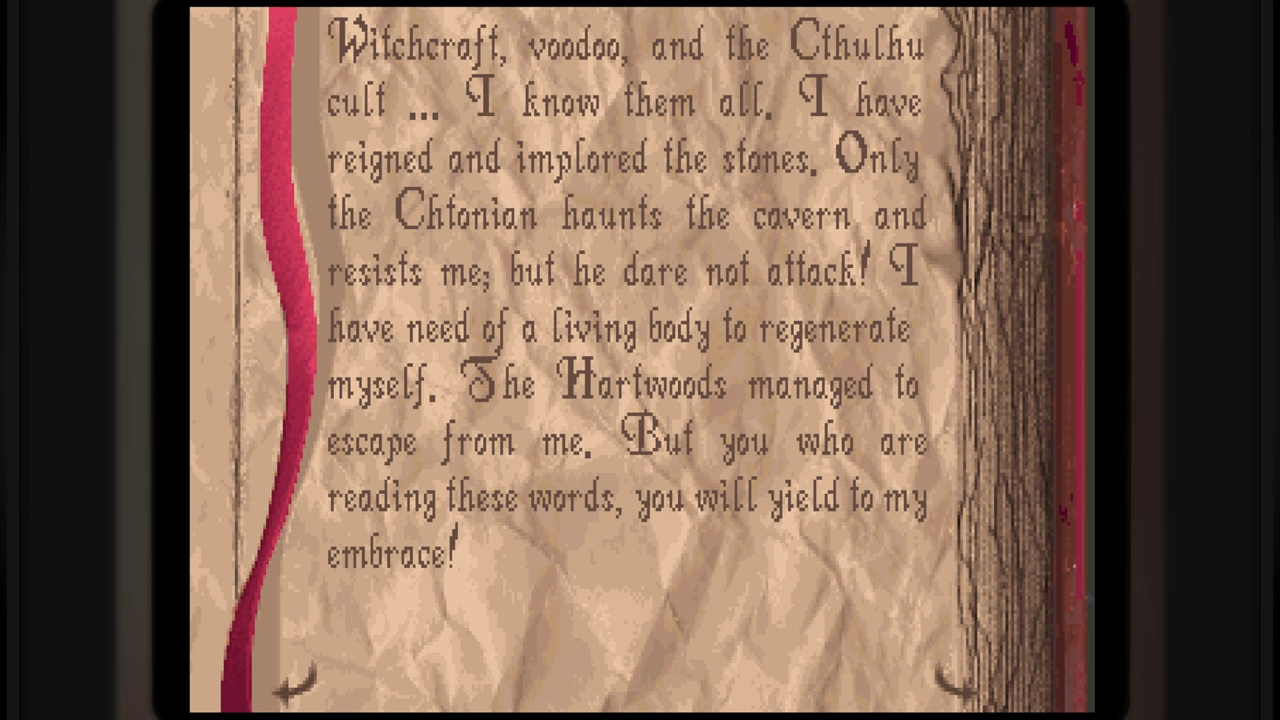 Witchcraft, voodoo, and the Cthulhu
cult ... I know them all. I have
reigned and implored the stones. Only
the Chtonian haunts the cavern and
resists me; but he dare not attack! I
have need of a living body to regenerate
myself. The Hartwoods managed to
escape from me. But you who are
reading these words, you will yield to my
embrace!